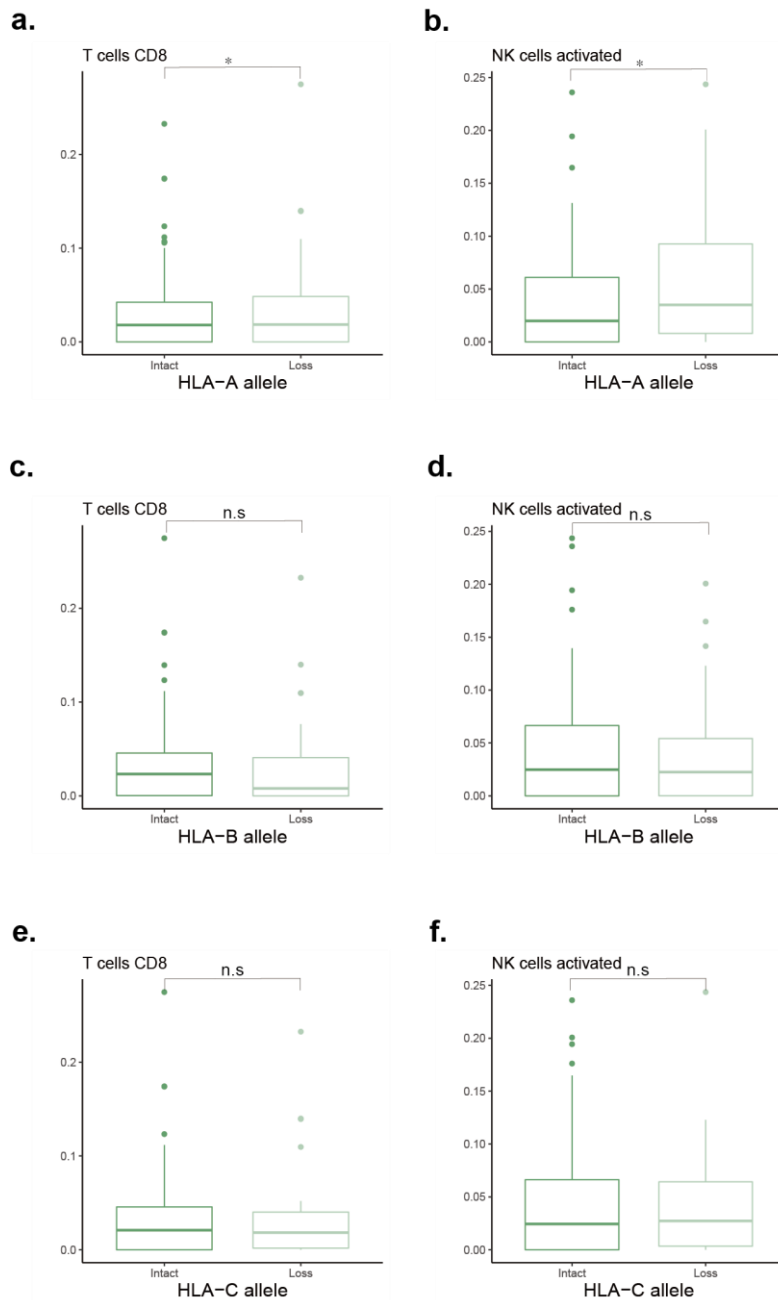 a.
T cells CD8
*
0.2
0.1
0.0
Intact Loss
HLA−A allele
b.
NK cells activated
*
0.25
0.20
0.15
0.10
0.05
0.00
Intact Loss
HLA−A allele
c.
T cells CD8
n.s
0.2
0.1
0.0
Intact Loss
HLA−B allele
d.
NK cells activated
n.s
0.25
0.20
0.15
0.10
0.05
0.00
Intact Loss
HLA−B allele
e.
T cells CD8
n.s
0.2
0.1
0.0
Intact Loss
HLA−C allele
f.
NK cells activated
n.s
0.25
0.20
0.15
0.10
0.05
0.00
Intact Loss
HLA−C allele